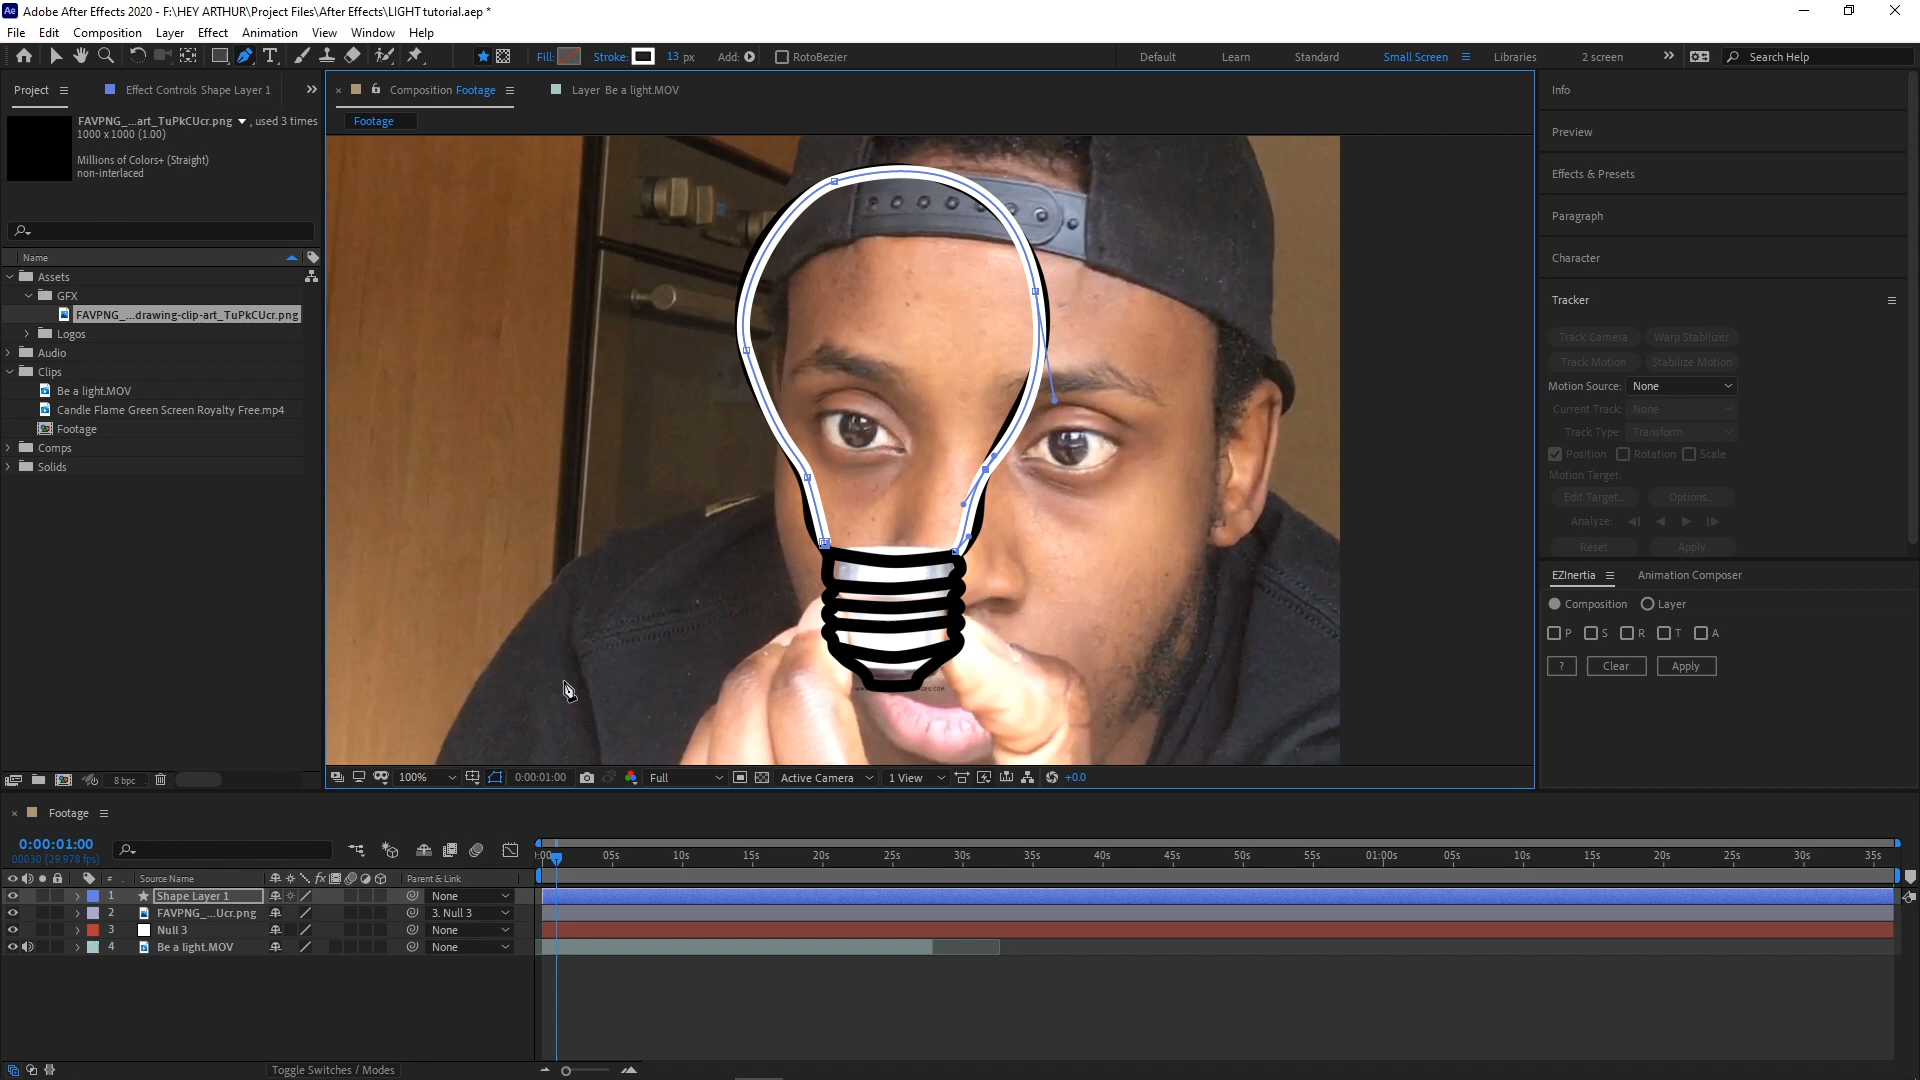 Adobe After Effects 2020 - F:\HEY ARTHUR\Project Files\After Effects\LIGHT tutorial.aep *
File Edit Composition Layer Effect Animation View Window Help
Fill: Stroke: 13 px Add: RotoBezier Default Learn Standard Small Screen Libraries 2 screen Search Help
Project Effect Controls Shape Layer 1
Composition Footage Layer Be a light.MOV
Footage
FAVPNG_...art_TuPkCUcr.png , used 3 times
1000 x 1000 (1.00)
Millions of Colors+ (Straight)
non-interlaced
Name
Assets
GFX
FAVPNG_...drawing-clip-art_TuPkCUcr.png
Logos
Audio
Clips
Be a light.MOV
Candle Flame Green Screen Royalty Free.mp4
Footage
Comps
Solids
8 bpc
100% 0:00:01:00 Full Active Camera 1 View +0.0
Info
Preview
Effects & Presets
Paragraph
Character
Tracker
Track Camera Warp Stabilizer
Track Motion Stabilize Motion
Motion Source: None
Current Track: None
Track Type: Transform
Position Rotation Scale
Motion Target:
Edit Target... Options...
Analyze:
Reset Apply
EZInertia Animation Composer
Composition Layer
P S R T A
? Clear Apply
Footage
0:00:01:00
00030 (29.978 fps)
:00 05s 10s 15s 20s 25s 30s 35s 40s 45s 50s 55s 01:00s 05s 10s 15s 20s 25s 30s 35s
# Source Name fx Parent & Link
1 Shape Layer 1 None
2 FAVPNG_...Ucr.png 3. Null 3
3 Null 3 None
4 Be a light.MOV None
Toggle Switches / Modes